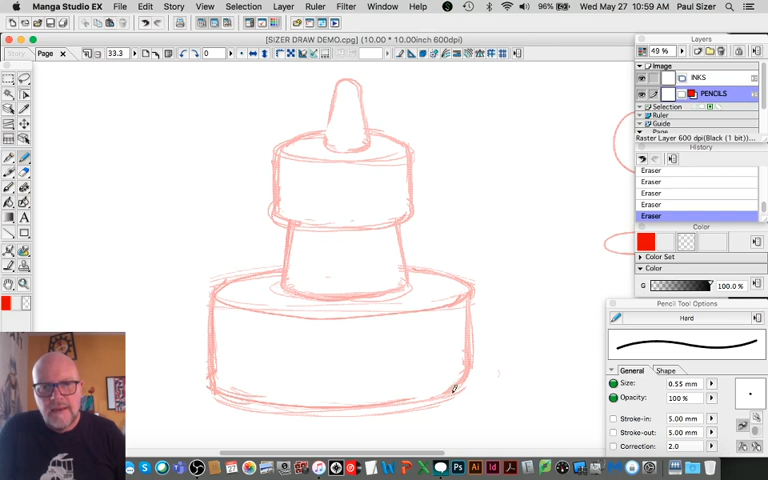 Manga Studio EX File Edit Story View Selection Layer Ruler Filter Window Help 96% Wed May 27 10:59 AM Paul Sizer
[SIZER DRAW DEMO.cpg] (10.00 * 10.00inch 600dpi)
Story Page 33.3 0
Layers
49 %
Image
INKS
PENCILS
Selection
Ruler
Guide
Raster Layer 600 dpi(Black (1 bit)...
History
Eraser
Eraser
Eraser
Eraser
Eraser
Color
Color Set
Color
G 100.0 %
Pencil Tool Options
Hard
General Shape
Size: 0.55 mm
Opacity: 100 %
Stroke-in: 5.00 mm
Stroke-out: 5.00 mm
Correction: 2.0